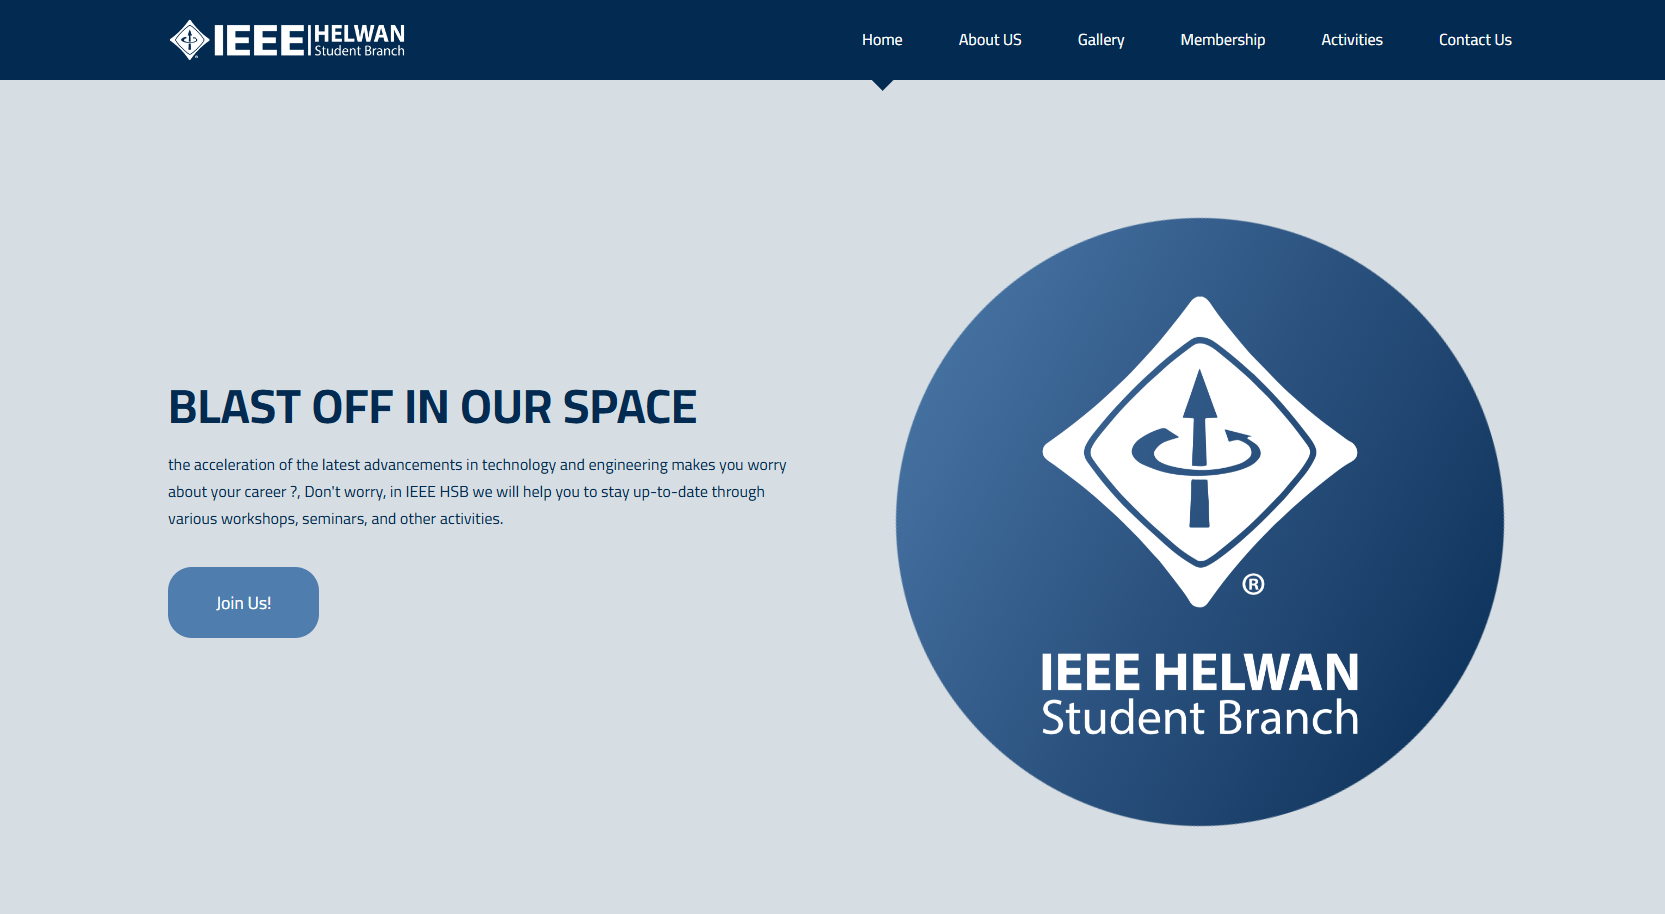 IEEE HELWAN
Student Branch
Home About US Gallery Membership Activities Contact Us
BLAST OFF IN OUR SPACE
the acceleration of the latest advancements in technology and engineering makes you worry
about your career ?, Don't worry, in IEEE HSB we will help you to stay up-to-date through
various workshops, seminars, and other activities.
Join Us!
®
IEEE HELWAN
Student Branch